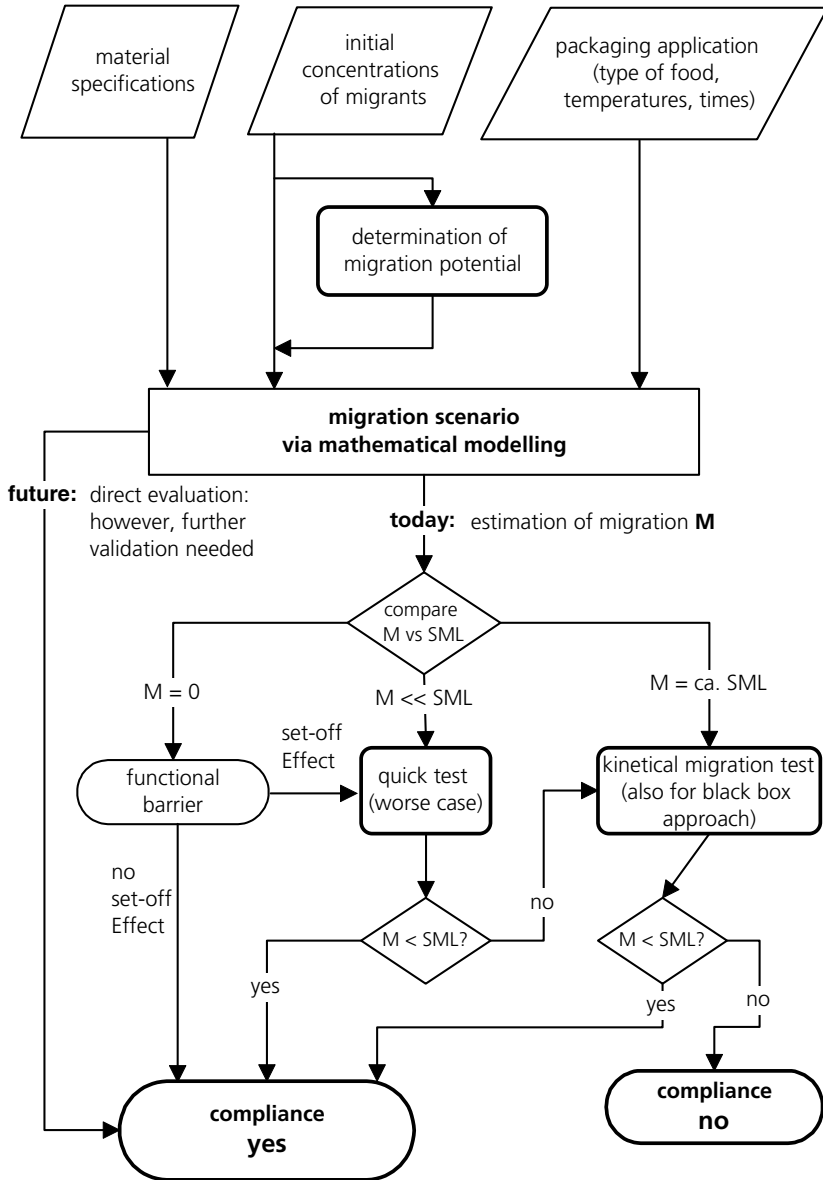 material
specifications
initial
concentrations
of migrants
packaging application
(type of food,
temperatures, times)
determination of
migration potential
migration scenario
via mathematical modelling
future: direct evaluation:
however, further
validation needed
today: estimation of migration M
compare
M vs SML
M = 0
M << SML
M = ca. SML
set-off
Effect
functional
barrier
quick test
(worse case)
kinetical migration test
(also for black box
approach)
no
set-off
Effect
no
M < SML?
M < SML?
yes
yes
no
compliance
yes
compliance
no